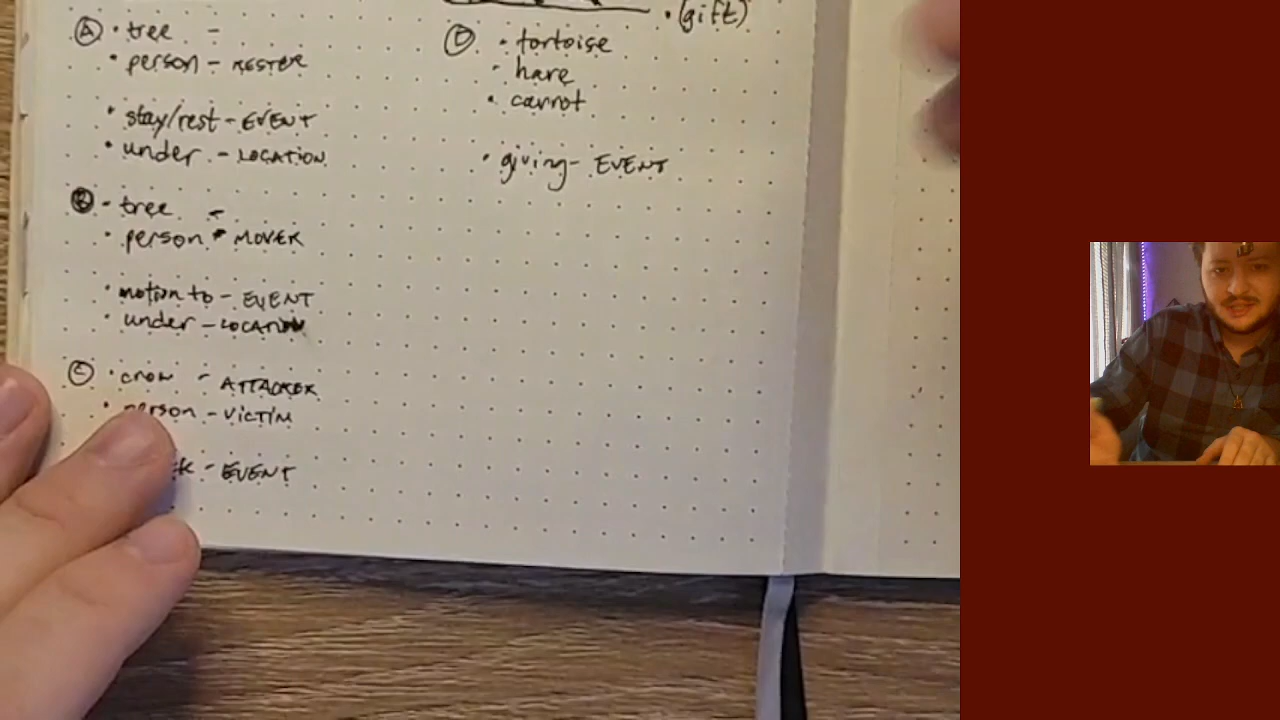 • (gift)
Ⓐ • tree -
• person - RESTER
• stay/rest - EVENT
• under - LOCATION
Ⓑ - tree -
• person - MOVER
• motion to - EVENT
• under - LOCATION
Ⓒ • crow - ATTACKER
• person - VICTIM
- EVENT
Ⓓ • tortoise
• hare
• carrot
• giving - EVENT